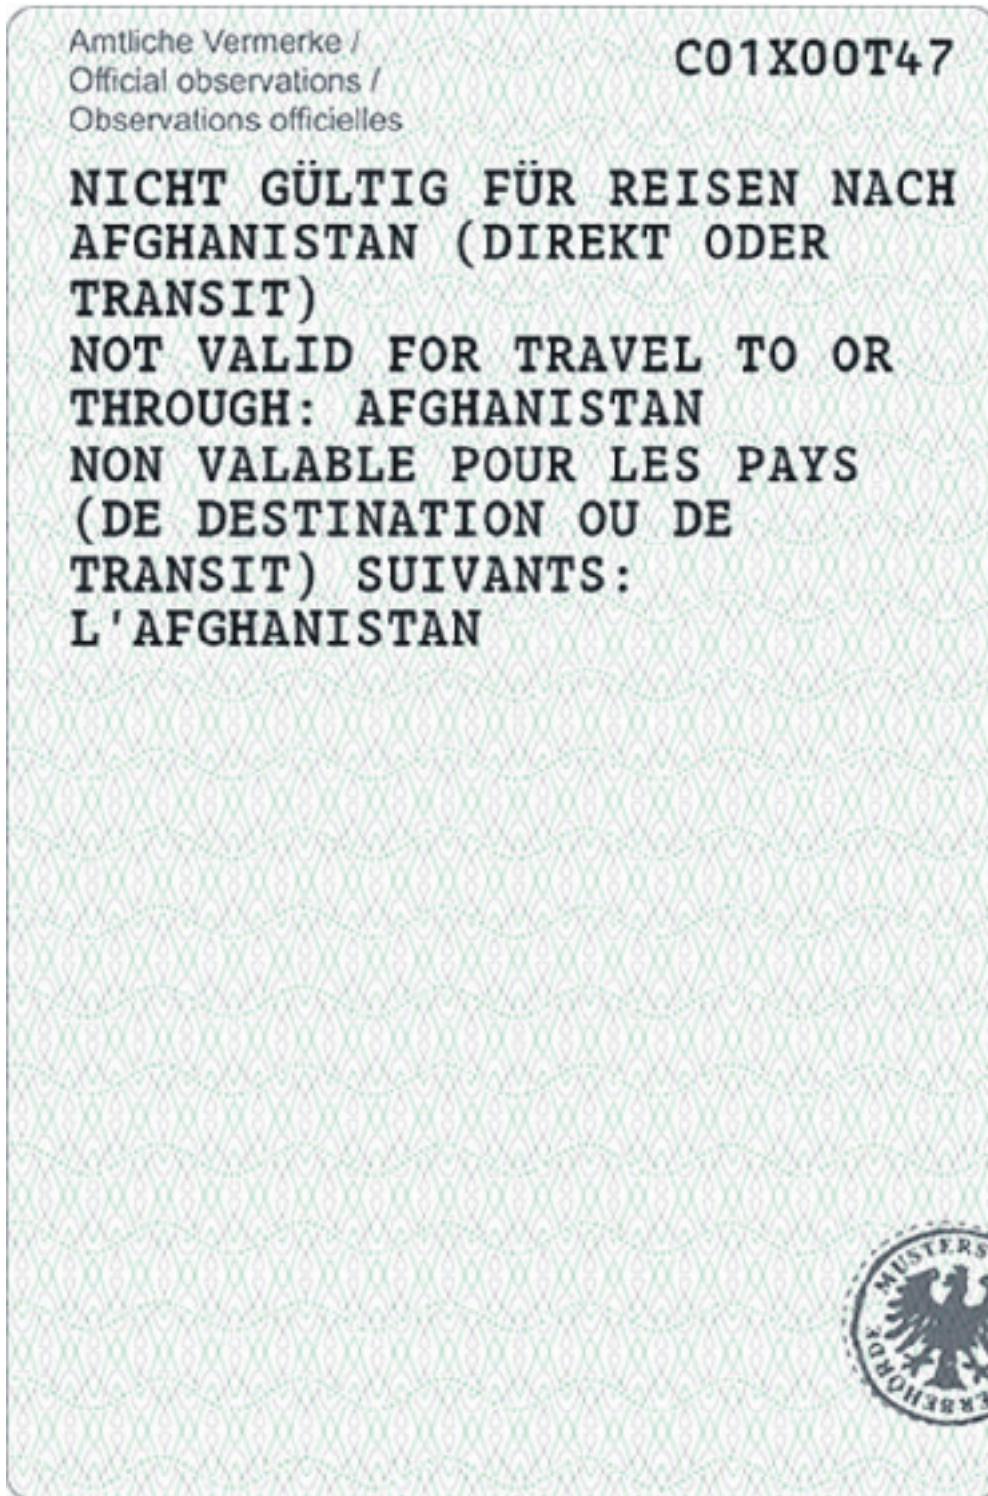 Amtliche Vermerke /
Official observations /
Observations officielles
C01X00T47
NICHT GÜLTIG FÜR REISEN NACH
AFGHANISTAN (DIREKT ODER
TRANSIT)
NOT VALID FOR TRAVEL TO OR
THROUGH: AFGHANISTAN
NON VALABLE POUR LES PAYS
(DE DESTINATION OU DE
TRANSIT) SUIVANTS:
L'AFGHANISTAN